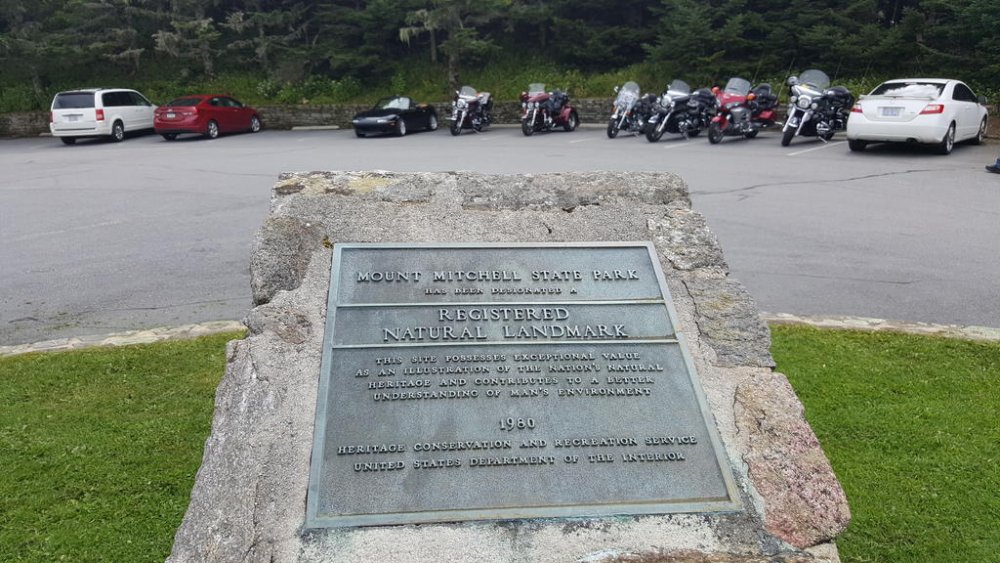 MOUNT MITCHELL STATE PARK
HAS BEEN DESIGNATED A
REGISTERED
NATURAL LANDMARK
THIS SITE POSSESSES EXCEPTIONAL VALUE
AS AN ILLUSTRATION OF THE NATION'S NATURAL
HERITAGE AND CONTRIBUTES TO A BETTER
UNDERSTANDING OF MAN'S ENVIRONMENT
1980
HERITAGE CONSERVATION AND RECREATION SERVICE
UNITED STATES DEPARTMENT OF THE INTERIOR